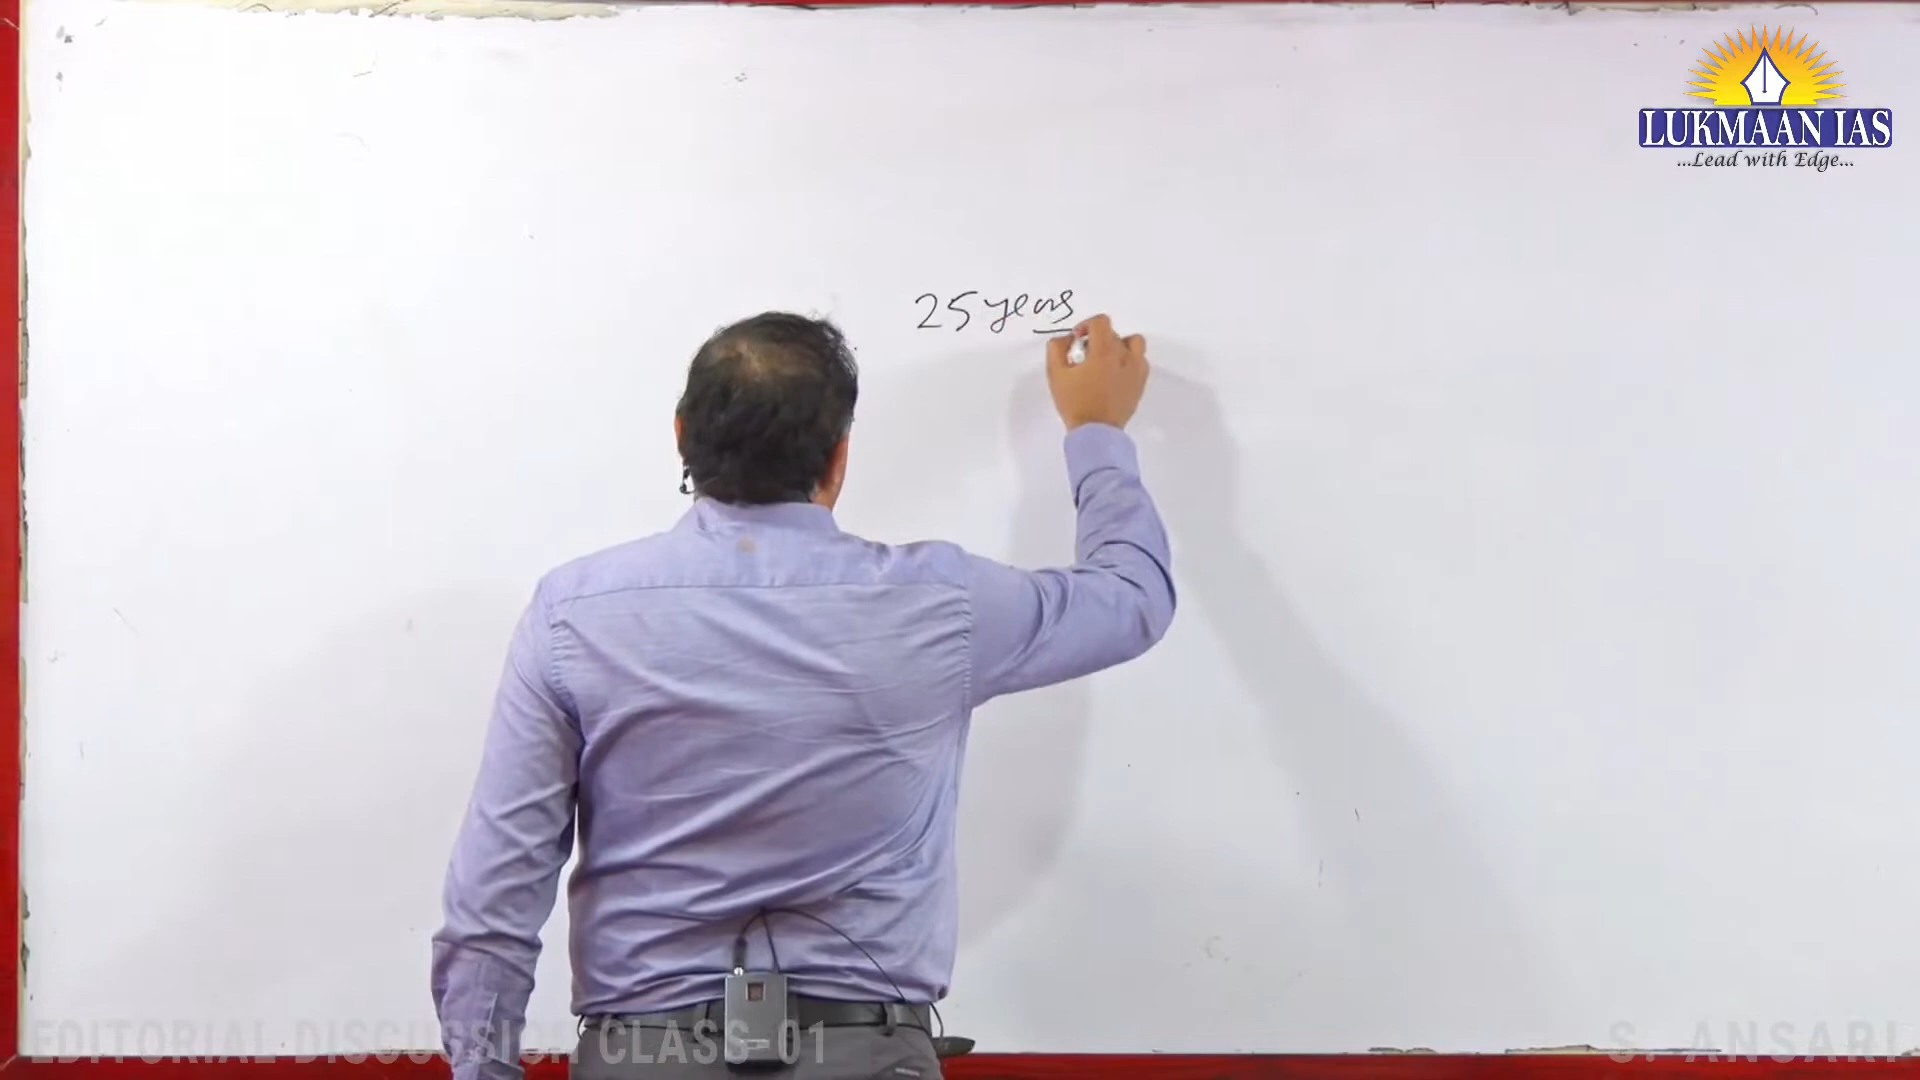 LUKMAAN IAS
...Lead with Edge...
25 years
EDITORIAL DISCUSSION CLASS-01
S. ANSARI